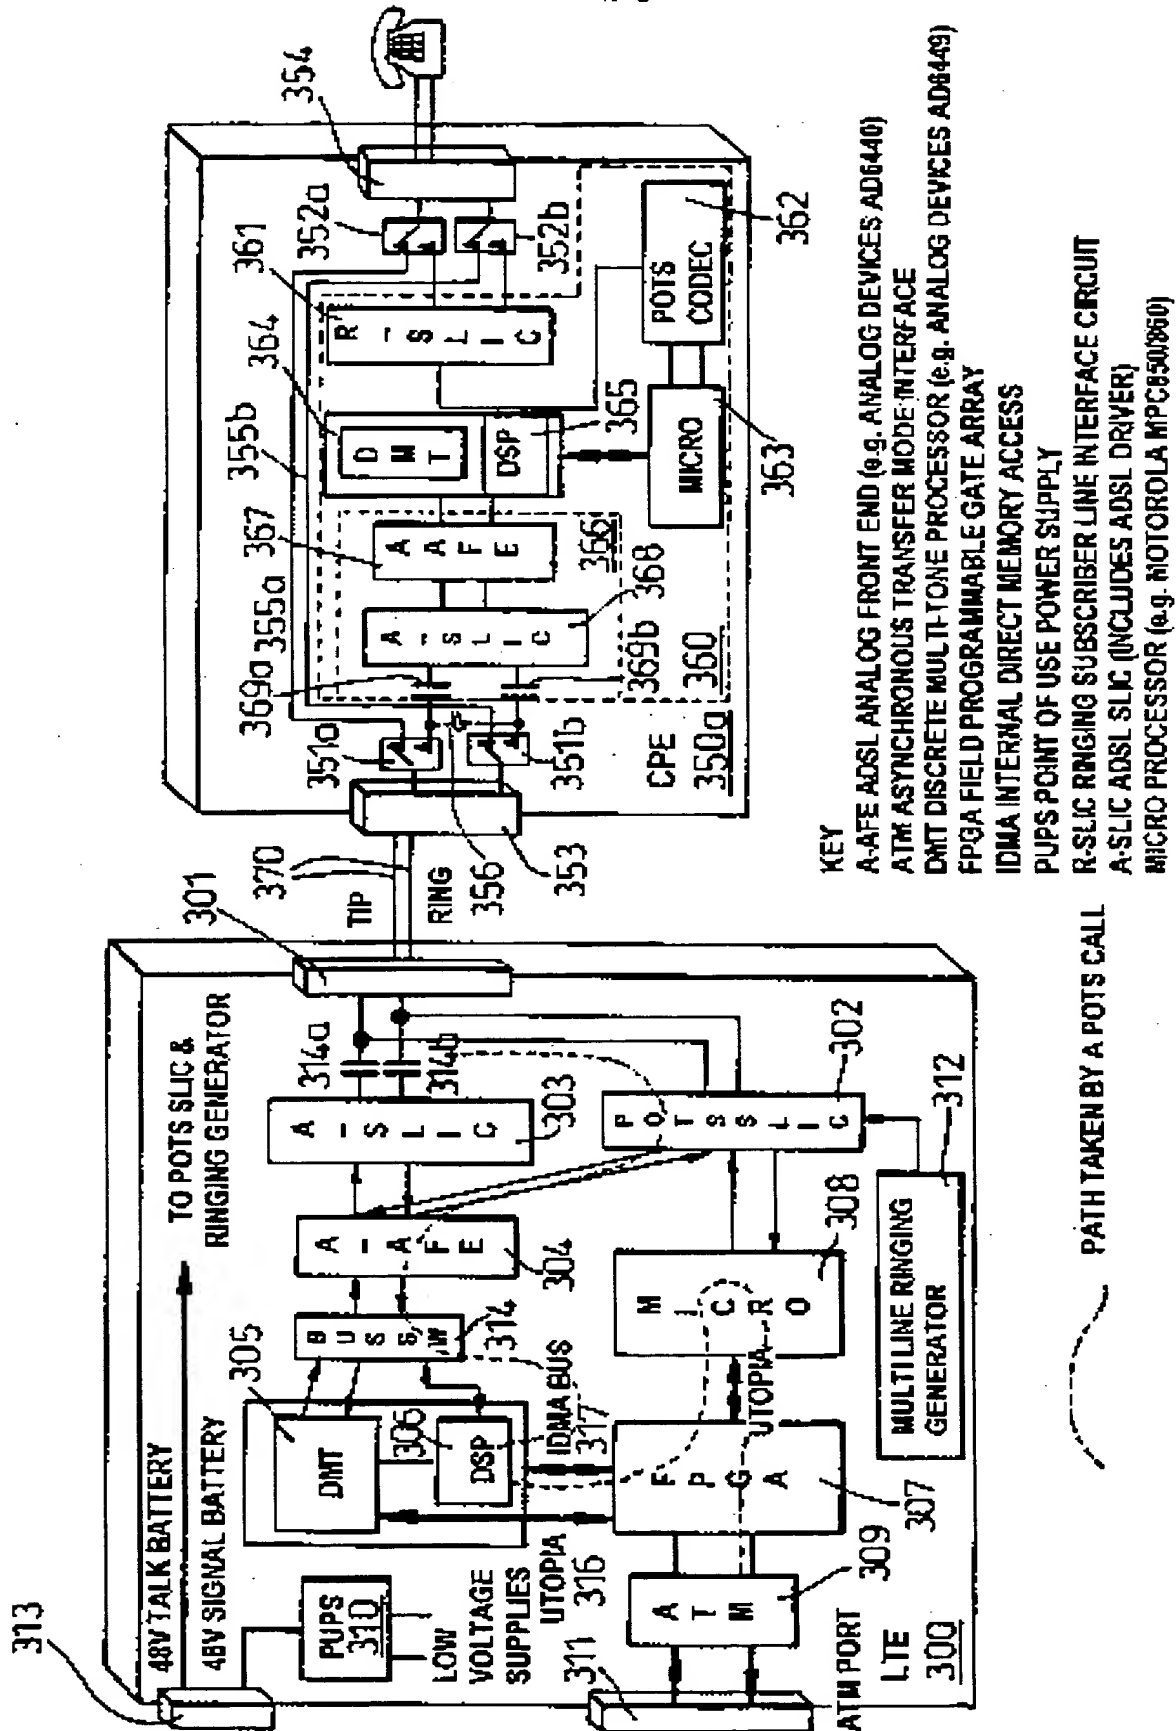 313
48V TALK BATTERY
48V SIGNAL BATTERY
TO POTS SLIC &
RINGING GENERATOR
PUPS
310
LOW
VOLTAGE
SUPPLIES
305
DMT
306
DSP
BUS SW
314
A-AFE
304
A-SLIC
303
314a
314b
301
TIP
RING
370
IDMA BUS
317
UTOPIA
316
FPGA
307
UTOPIA
MICRO
308
POTS SLIC
302
MULTI LINE RINGING
GENERATOR
312
ATM
309
311
ATM PORT
LTE
300
353
356
351a
351b
369a
369b
355a
355b
A-SLIC
368
A AFE
367
366
364
DMT
DSP
365
R-SLIC
361
352a
352b
354
MICRO
363
POTS
CODEC
362
360
CPE
350a
KEY
A-AFE ADSL ANALOG FRONT END (e.g. ANALOG DEVICES AD6440)
ATM ASYNCHRONOUS TRANSFER MODE INTERFACE
DMT DISCRETE MULTI-TONE PROCESSOR (e.g. ANALOG DEVICES AD6449)
FPGA FIELD PROGRAMMABLE GATE ARRAY
IDMA INTERNAL DIRECT MEMORY ACCESS
PUPS POINT OF USE POWER SUPPLY
R-SLIC RINGING SUBSCRIBER LINE INTERFACE CIRCUIT
A-SLIC ADSL SLIC (INCLUDES ADSL DRIVER)
MICRO PROCESSOR (e.g. MOTOROLA MPC850/860)
PATH TAKEN BY A POTS CALL